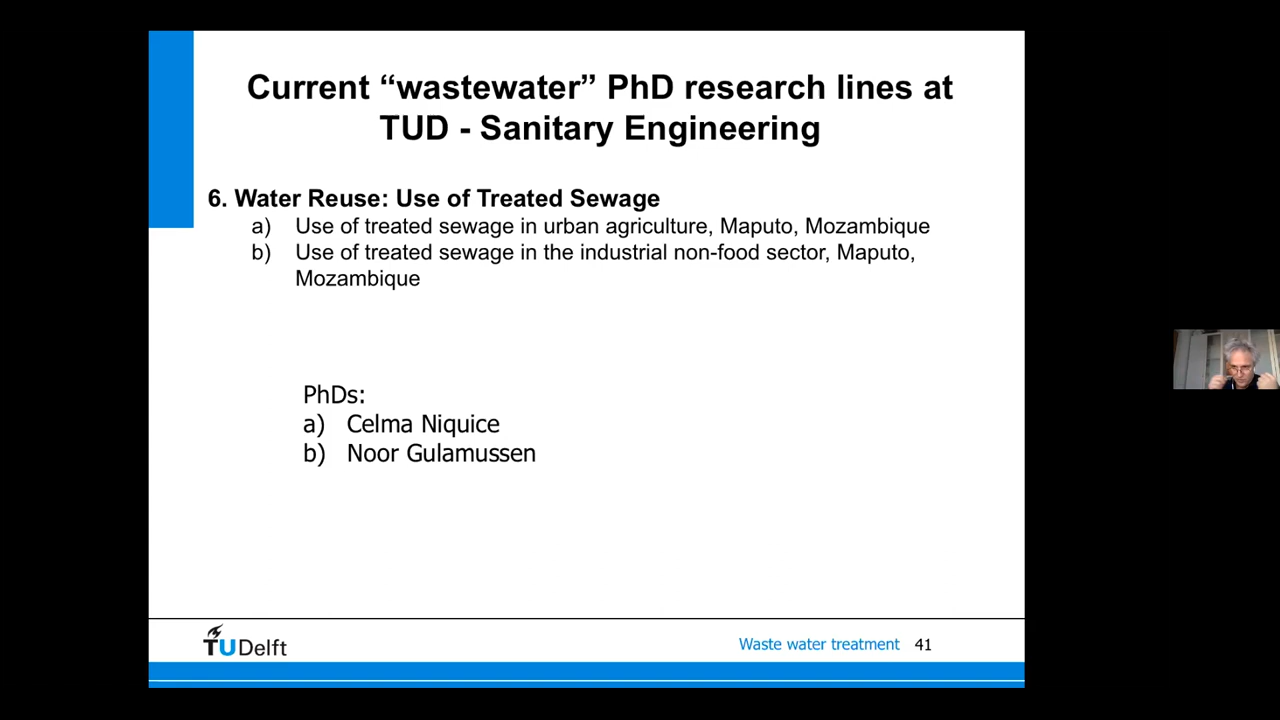 Current “wastewater” PhD research lines at
TUD - Sanitary Engineering
6. Water Reuse: Use of Treated Sewage
a) Use of treated sewage in urban agriculture, Maputo, Mozambique
b) Use of treated sewage in the industrial non-food sector, Maputo,
Mozambique
PhDs:
a) Celma Niquice
b) Noor Gulamussen
TUDelft
Waste water treatment 41